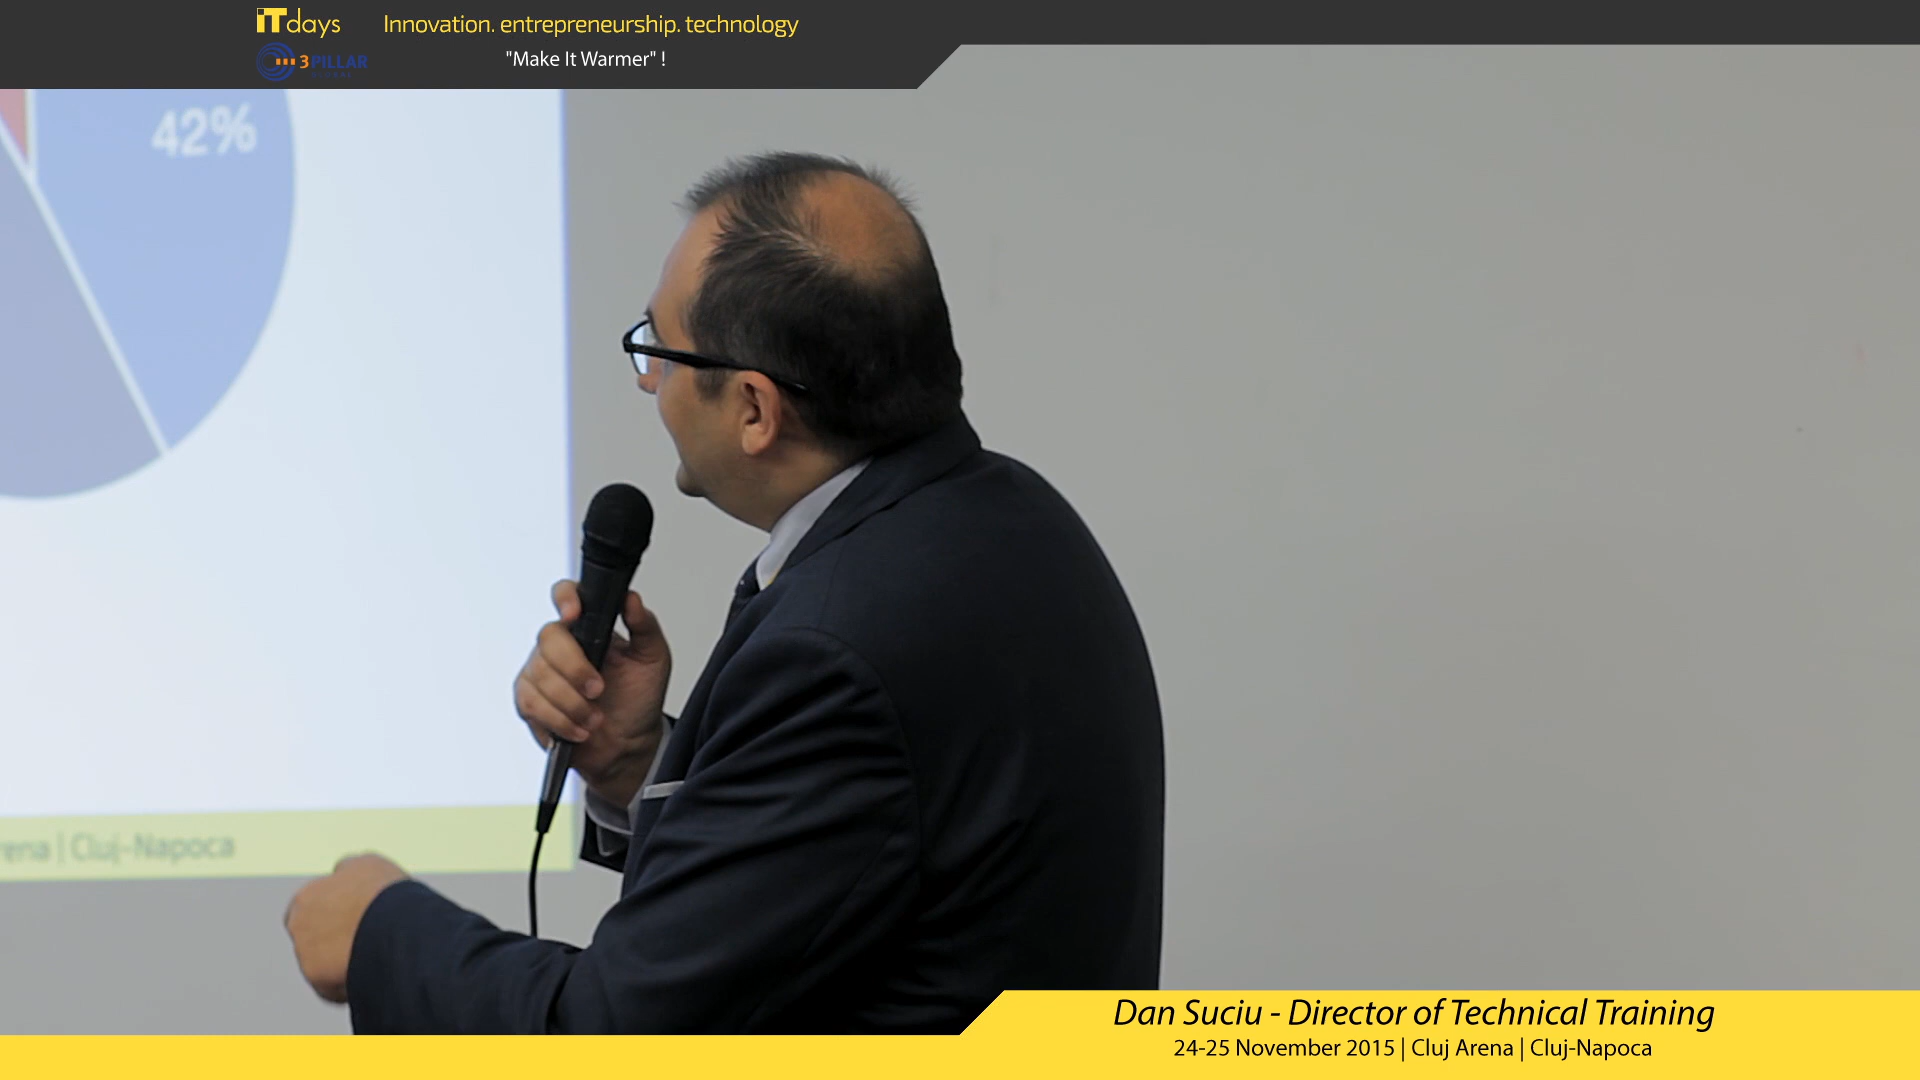 iTdays
Innovation. entrepreneurship. technology
3PILLAR
GLOBAL
"Make It Warmer" !
42%
rena | Cluj-Napoca
Dan Suciu - Director of Technical Training
24-25 November 2015 | Cluj Arena | Cluj-Napoca